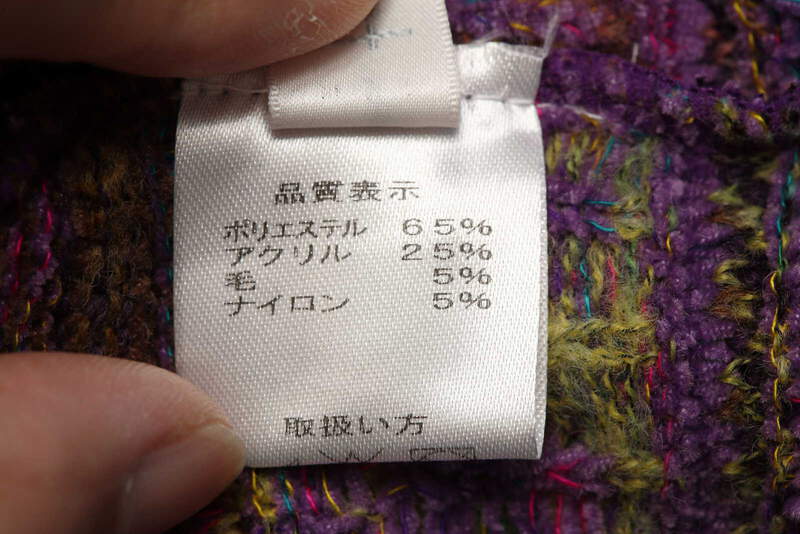 品質表示
ポリエステル 65%
アクリル 25%
毛 5%
ナイロン 5%
取扱い方